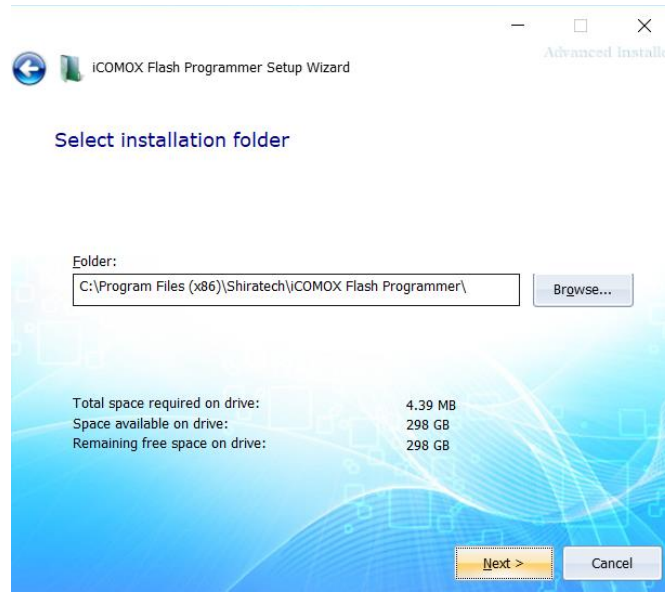 Advanced Installe
iCOMOX Flash Programmer Setup Wizard
Select installation folder
Folder:
C:\Program Files (x86)\Shiratech\iCOMOX Flash Programmer\
Browse...
Total space required on drive: 4.39 MB
Space available on drive: 298 GB
Remaining free space on drive: 298 GB
Next > Cancel